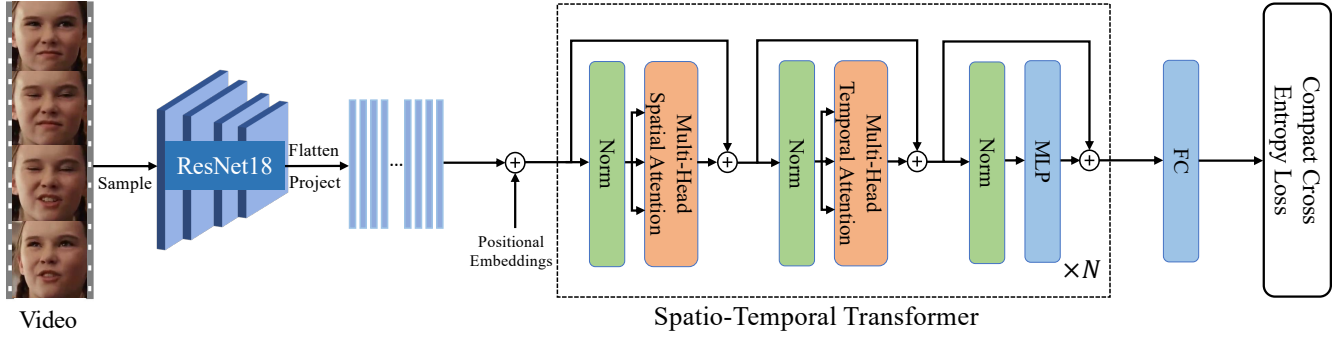 Video
Sample
ResNet18
Flatten
Project
...
Positional
Embeddings
Norm
Multi-Head
Spatial Attention
Norm
Multi-Head
Temporal Attention
Norm
MLP
×N
Spatio-Temporal Transformer
FC
Compact Cross
Entropy Loss